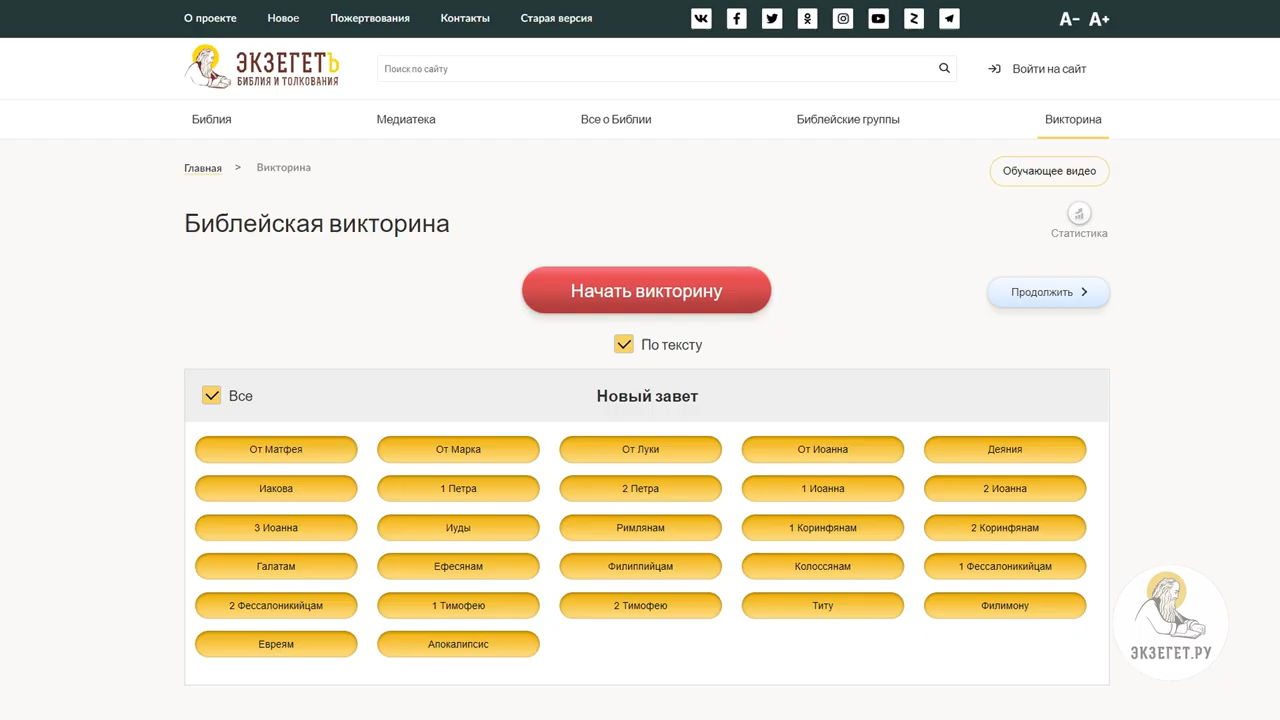 О проекте Новое Пожертвования Контакты Старая версия A- A+
ЭКЗЕГЕТЪ
БИБЛИЯ И ТОЛКОВАНИЯ
Поиск по сайту
Войти на сайт
Библия Медиатека Все о Библии Библейские группы Викторина
Главная > Викторина
Обучающее видео
Библейская викторина
Статистика
Начать викторину
Продолжить
По тексту
Все Новый завет
От Матфея От Марка От Луки От Иоанна Деяния
Иакова 1 Петра 2 Петра 1 Иоанна 2 Иоанна
3 Иоанна Иуды Римлянам 1 Коринфянам 2 Коринфянам
Галатам Ефесянам Филиппийцам Колоссянам 1 Фессалоникийцам
2 Фессалоникийцам 1 Тимофею 2 Тимофею Титу Филимону
Евреям Апокалипсис
ЭКЗЕГЕТ.РУ